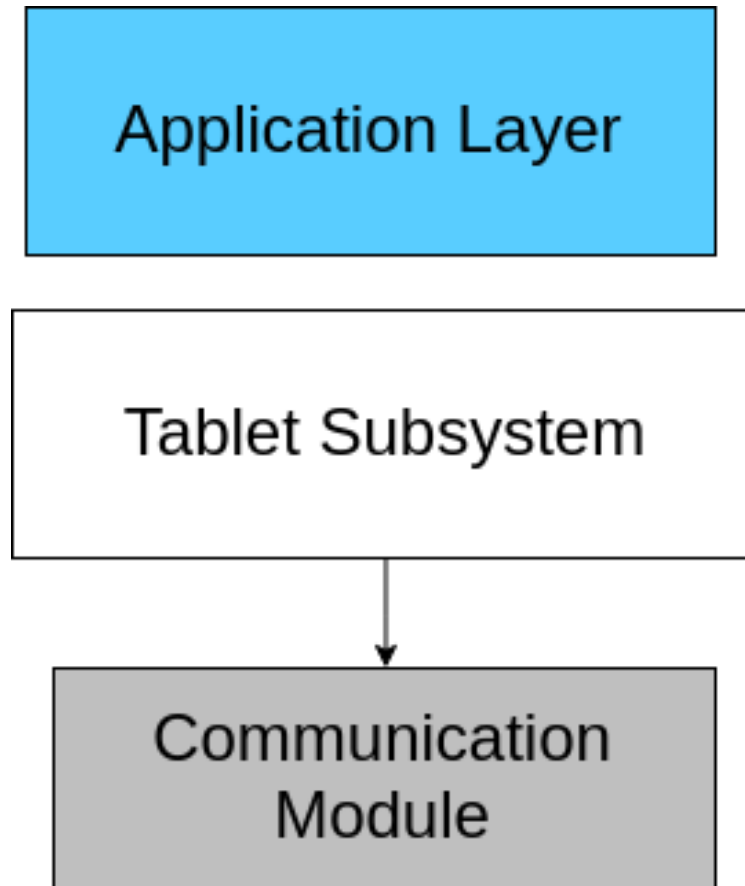 Application Layer
Tablet Subsystem
Communication
Module